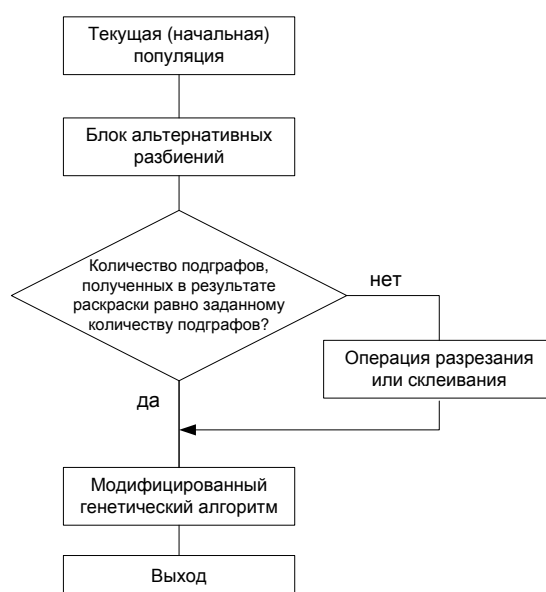 Текущая (начальная)
популяция
Блок альтернативных
разбиений
Количество подграфов,
полученных в результате
раскраски равно заданному
количеству подграфов?
нет
Операция разрезания
или склеивания
да
Модифицированный
генетический алгоритм
Выход